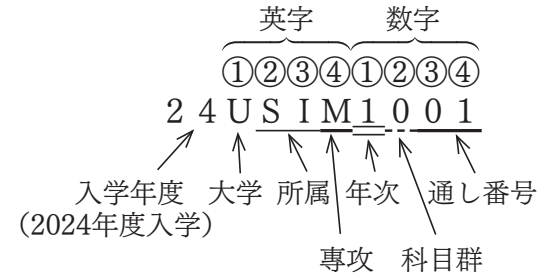 英字 数字
①②③④①②③④
24USIM1001
入学年度 大学 所属 年次 通し番号
(2024年度入学)
専攻 科目群